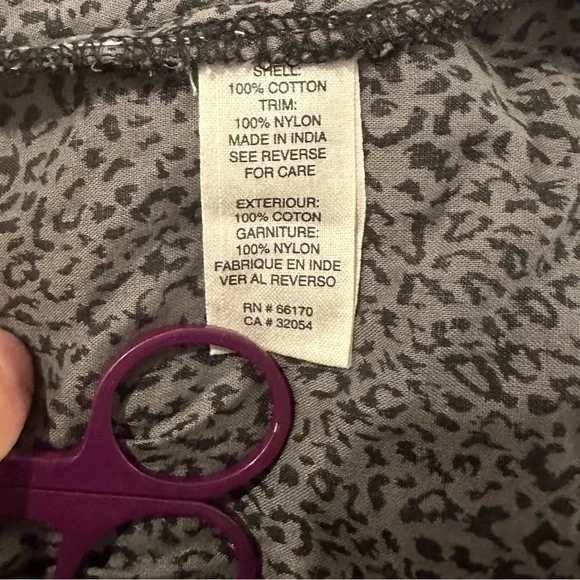 SHELL:
100% COTTON
TRIM:
100% NYLON
MADE IN INDIA
SEE REVERSE
FOR CARE
EXTERIOUR:
100% COTON
GARNITURE:
100% NYLON
FABRIQUE EN INDE
VER AL REVERSO
RN # 66170
CA # 32054